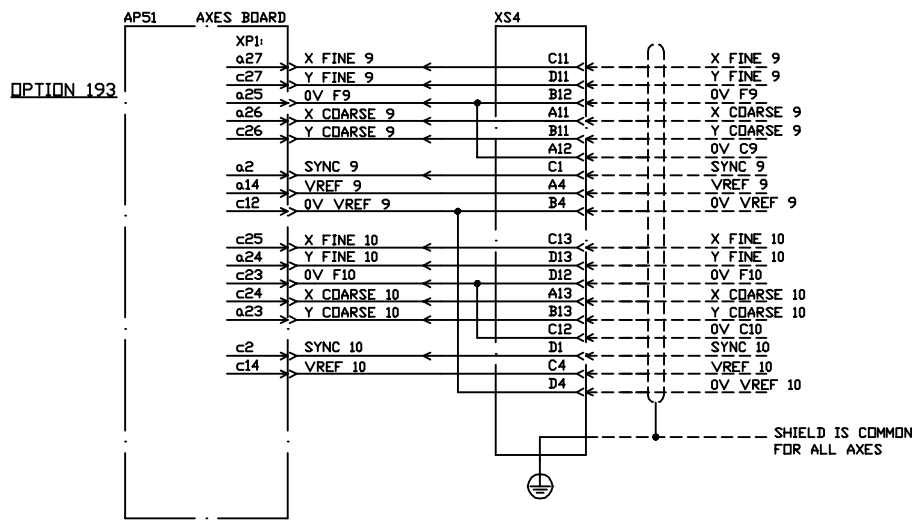 AP51 AXES BOARD XS4
XP1:
OPTION 193
a27 X FINE 9 C11 X FINE 9
c27 Y FINE 9 D11 Y FINE 9
a25 0V F9 B12 0V F9
a26 X COARSE 9 A11 X COARSE 9
c26 Y COARSE 9 B11 Y COARSE 9
A12 0V C9
a2 SYNC 9 C1 SYNC 9
a14 VREF 9 A4 VREF 9
c12 0V VREF 9 B4 0V VREF 9
c25 X FINE 10 C13 X FINE 10
a24 Y FINE 10 D13 Y FINE 10
c23 0V F10 D12 0V F10
c24 X COARSE 10 A13 X COARSE 10
a23 Y COARSE 10 B13 Y COARSE 10
C12 0V C10
c2 SYNC 10 D1 SYNC 10
c14 VREF 10 C4 VREF 10
D4 0V VREF 10
SHIELD IS COMMON
FOR ALL AXES